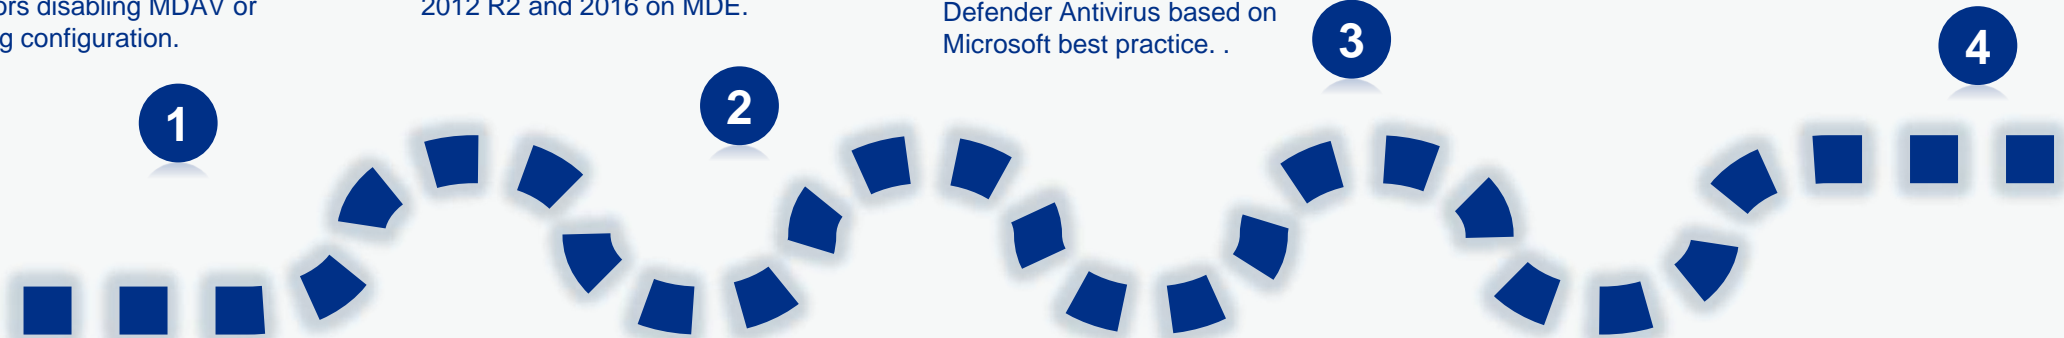 ors disabling MDAV or
g configuration.
2012 R2 and 2016 on MDE.
Defender Antivirus based on
Microsoft best practice. .
1
2
3
4